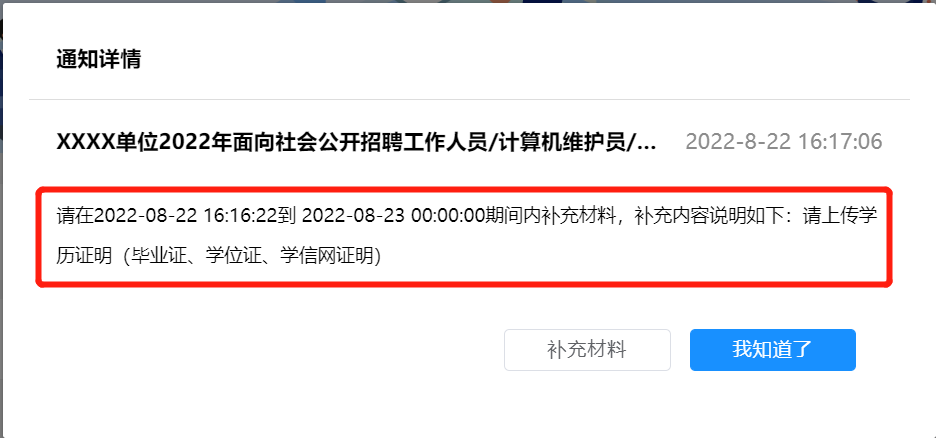 通知详情
XXXX单位2022年面向社会公开招聘工作人员/计算机维护员/... 2022-8-22 16:17:06
请在2022-08-22 16:16:22到 2022-08-23 00:00:00期间内补充材料，补充内容说明如下：请上传学
历证明（毕业证、学位证、学信网证明）
补充材料 我知道了